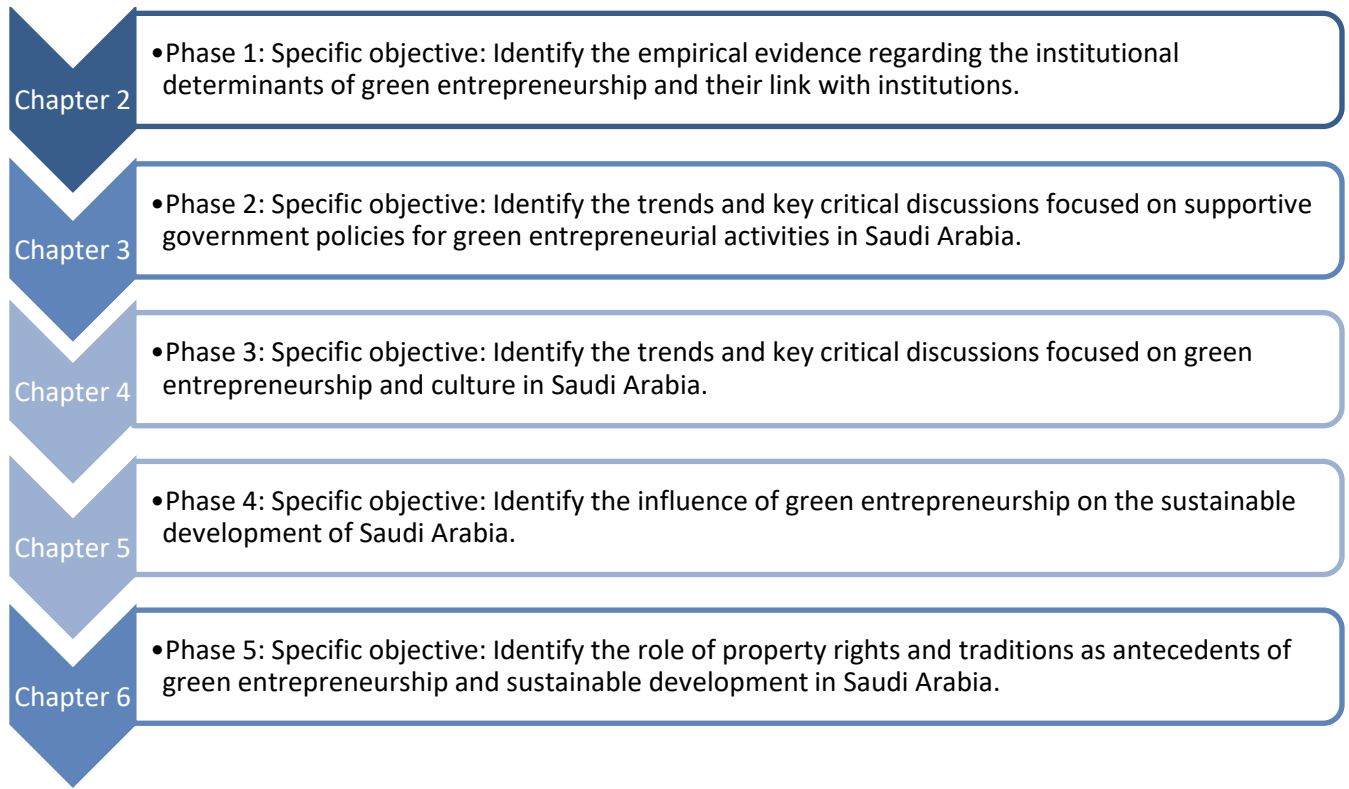 Chapter 2
•Phase 1: Specific objective: Identify the empirical evidence regarding the institutional
determinants of green entrepreneurship and their link with institutions.
Chapter 3
•Phase 2: Specific objective: Identify the trends and key critical discussions focused on supportive
government policies for green entrepreneurial activities in Saudi Arabia.
Chapter 4
•Phase 3: Specific objective: Identify the trends and key critical discussions focused on green
entrepreneurship and culture in Saudi Arabia.
Chapter 5
•Phase 4: Specific objective: Identify the influence of green entrepreneurship on the sustainable
development of Saudi Arabia.
Chapter 6
•Phase 5: Specific objective: Identify the role of property rights and traditions as antecedents of
green entrepreneurship and sustainable development in Saudi Arabia.